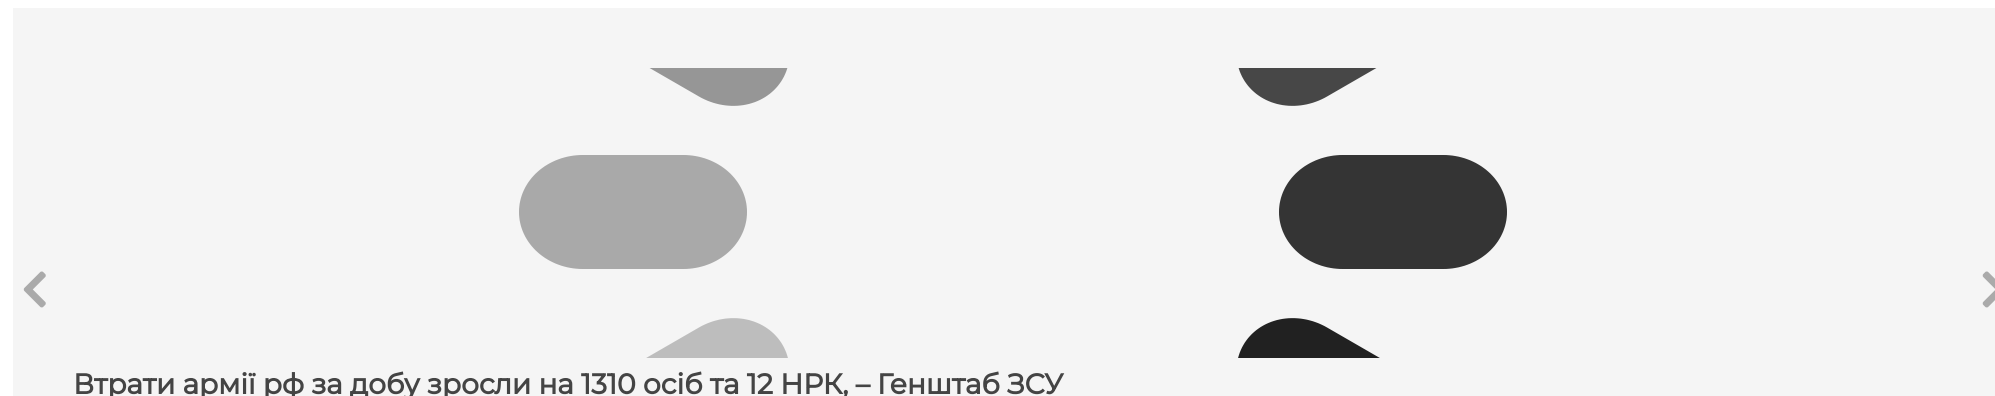 Втрати армії рф за добу зросли на 1310 осіб та 12 НРК, – Генштаб ЗСУ